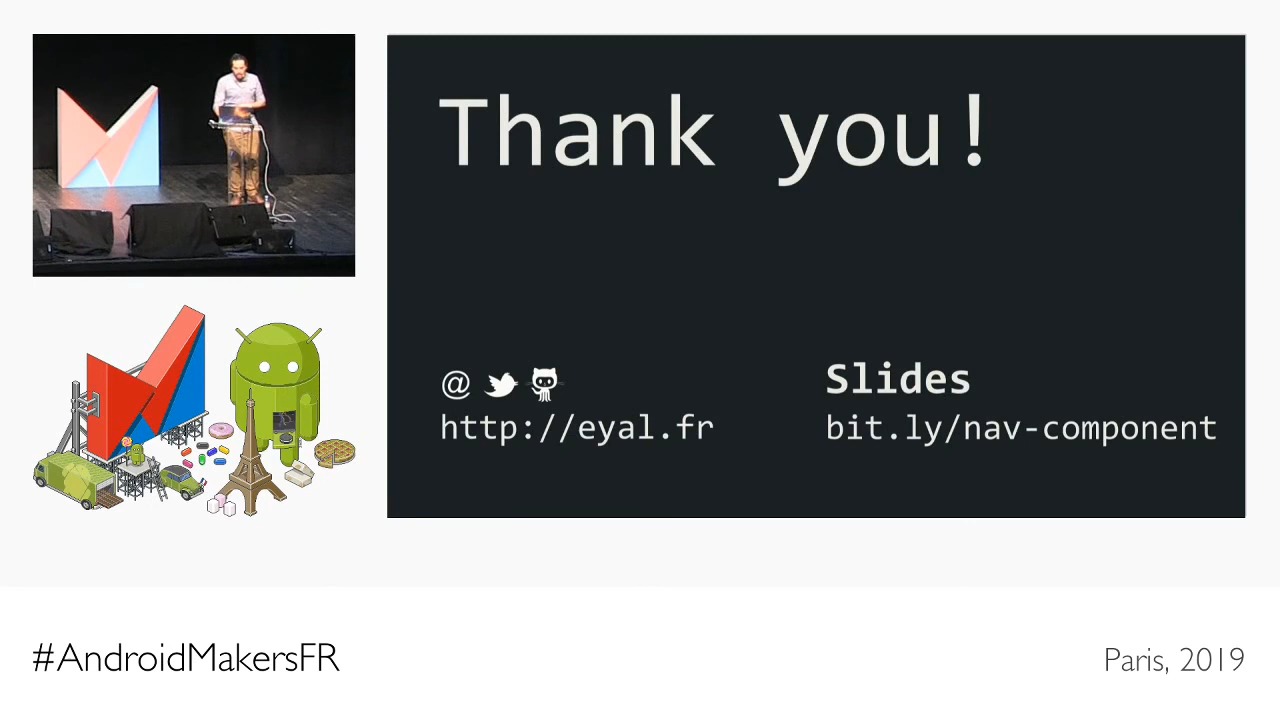 Thank you!
@
http://eyal.fr
Slides
bit.ly/nav-component
#AndroidMakersFR
Paris, 2019